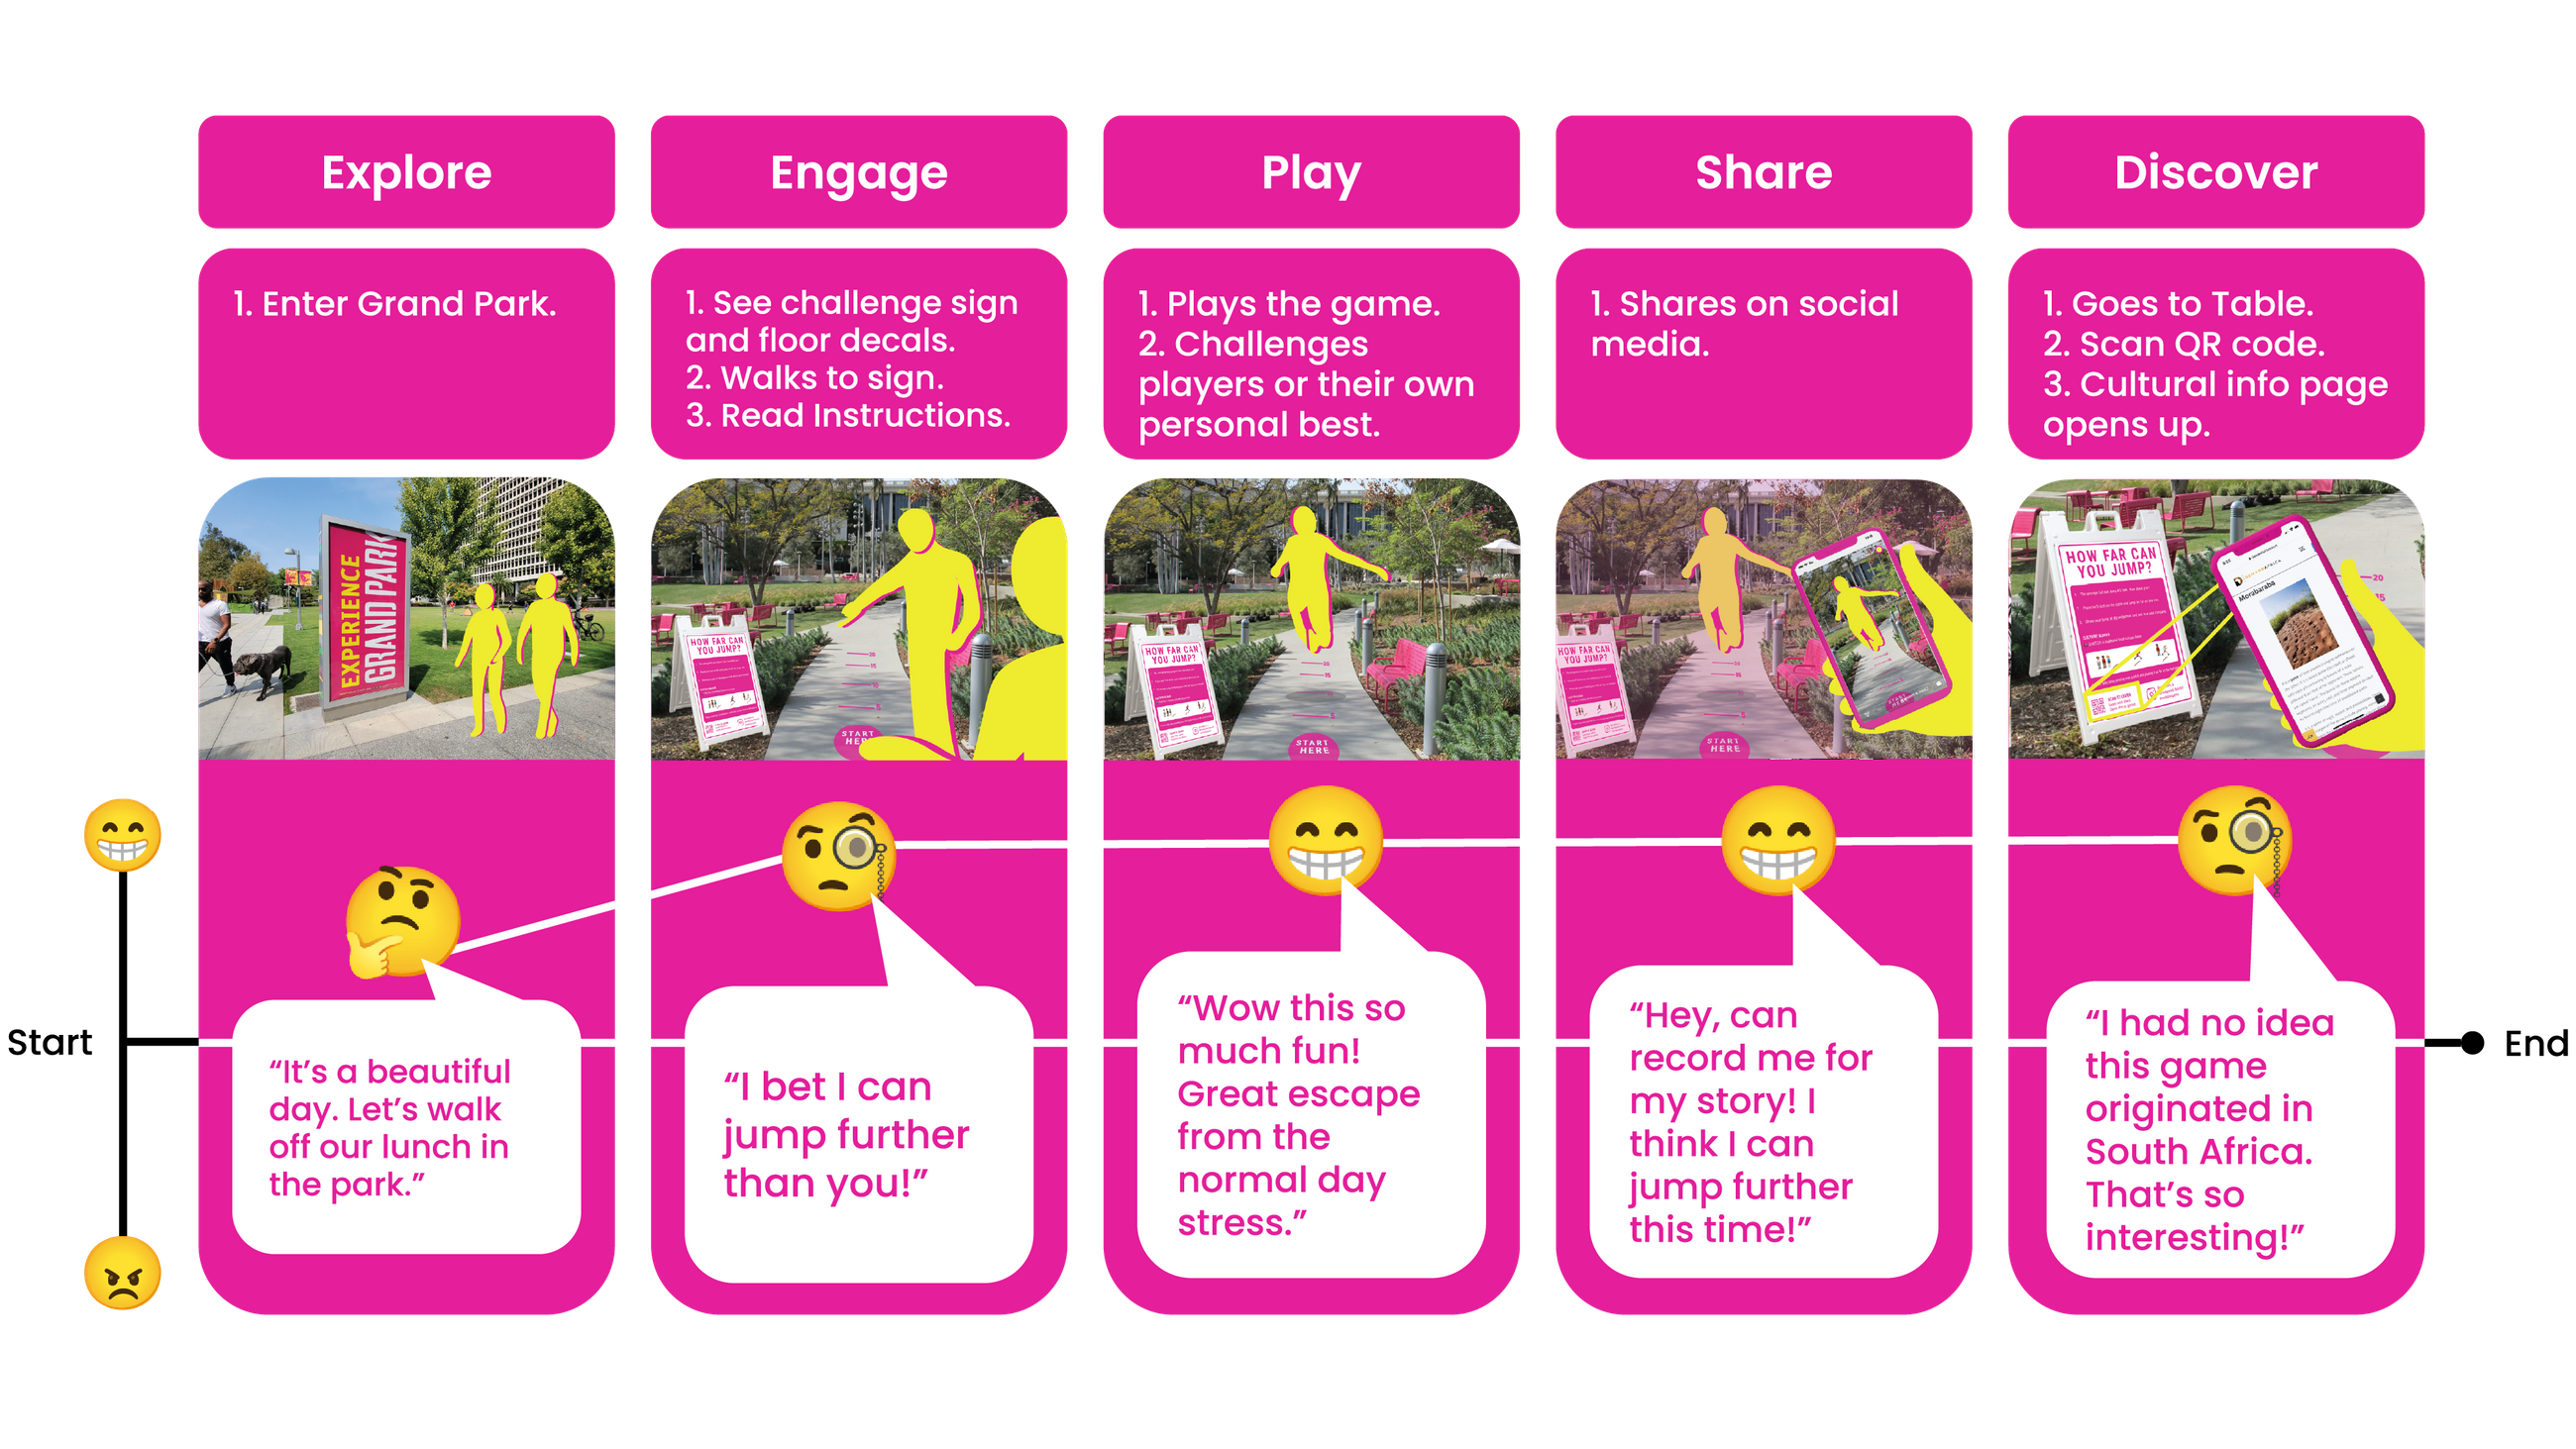 Explore
Engage
Play
Share
Discover
1. Enter Grand Park.
1. See challenge sign
and floor decals.
2. Walks to sign.
3. Read Instructions.
1. Plays the game.
2. Challenges
players or their own
personal best.
1. Shares on social
media.
1. Goes to Table.
2. Scan QR code.
3. Cultural info page
opens up.
EXPERIENCE
GRAND PARK
HOW FAR CAN
YOU JUMP?
START
HERE
HOW FAR CAN
YOU JUMP?
START
HERE
HOW FAR CAN
YOU JUMP?
START
HERE
HOW FAR CAN
YOU JUMP?
Morabaraba
20
15
Start
“It’s a beautiful
day. Let’s walk
off our lunch in
the park.”
“I bet I can
jump further
than you!”
“Wow this so
much fun!
Great escape
from the
normal day
stress.”
“Hey, can
record me for
my story! I
think I can
jump further
this time!”
“I had no idea
this game
originated in
South Africa.
That’s so
interesting!”
End